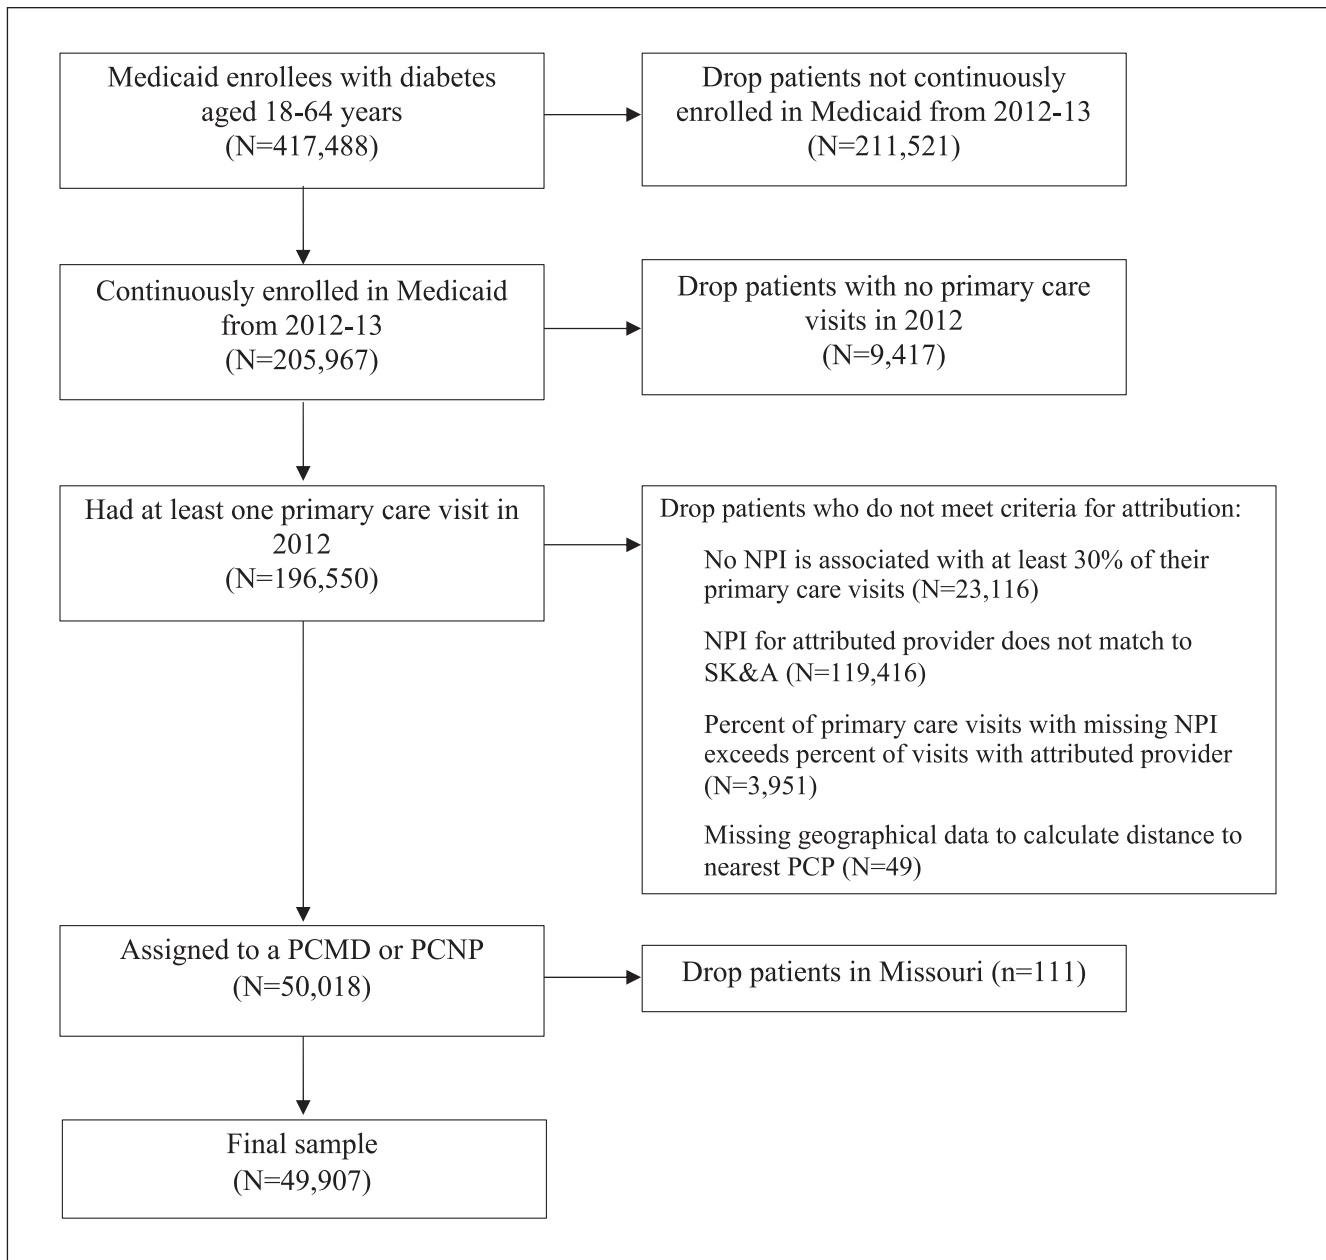 Medicaid enrollees with diabetes
aged 18-64 years
(N=417,488)
Drop patients not continuously
enrolled in Medicaid from 2012-13
(N=211,521)
Continuously enrolled in Medicaid
from 2012-13
(N=205,967)
Drop patients with no primary care
visits in 2012
(N=9,417)
Had at least one primary care visit in
2012
(N=196,550)
Drop patients who do not meet criteria for attribution:
No NPI is associated with at least 30% of their
primary care visits (N=23,116)
NPI for attributed provider does not match to
SK&A (N=119,416)
Percent of primary care visits with missing NPI
exceeds percent of visits with attributed provider
(N=3,951)
Missing geographical data to calculate distance to
nearest PCP (N=49)
Assigned to a PCMD or PCNP
(N=50,018)
Drop patients in Missouri (n=111)
Final sample
(N=49,907)